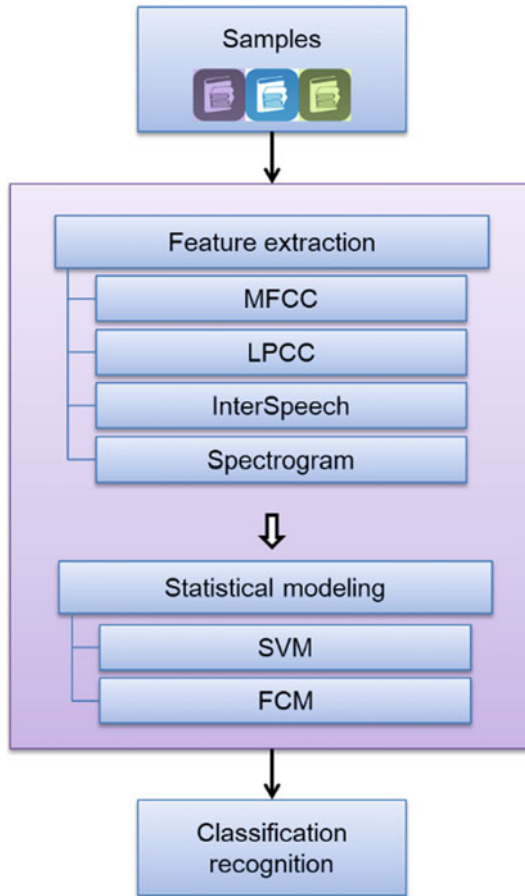 Samples
Feature extraction
MFCC
LPCC
InterSpeech
Spectrogram
Statistical modeling
SVM
FCM
Classification
recognition